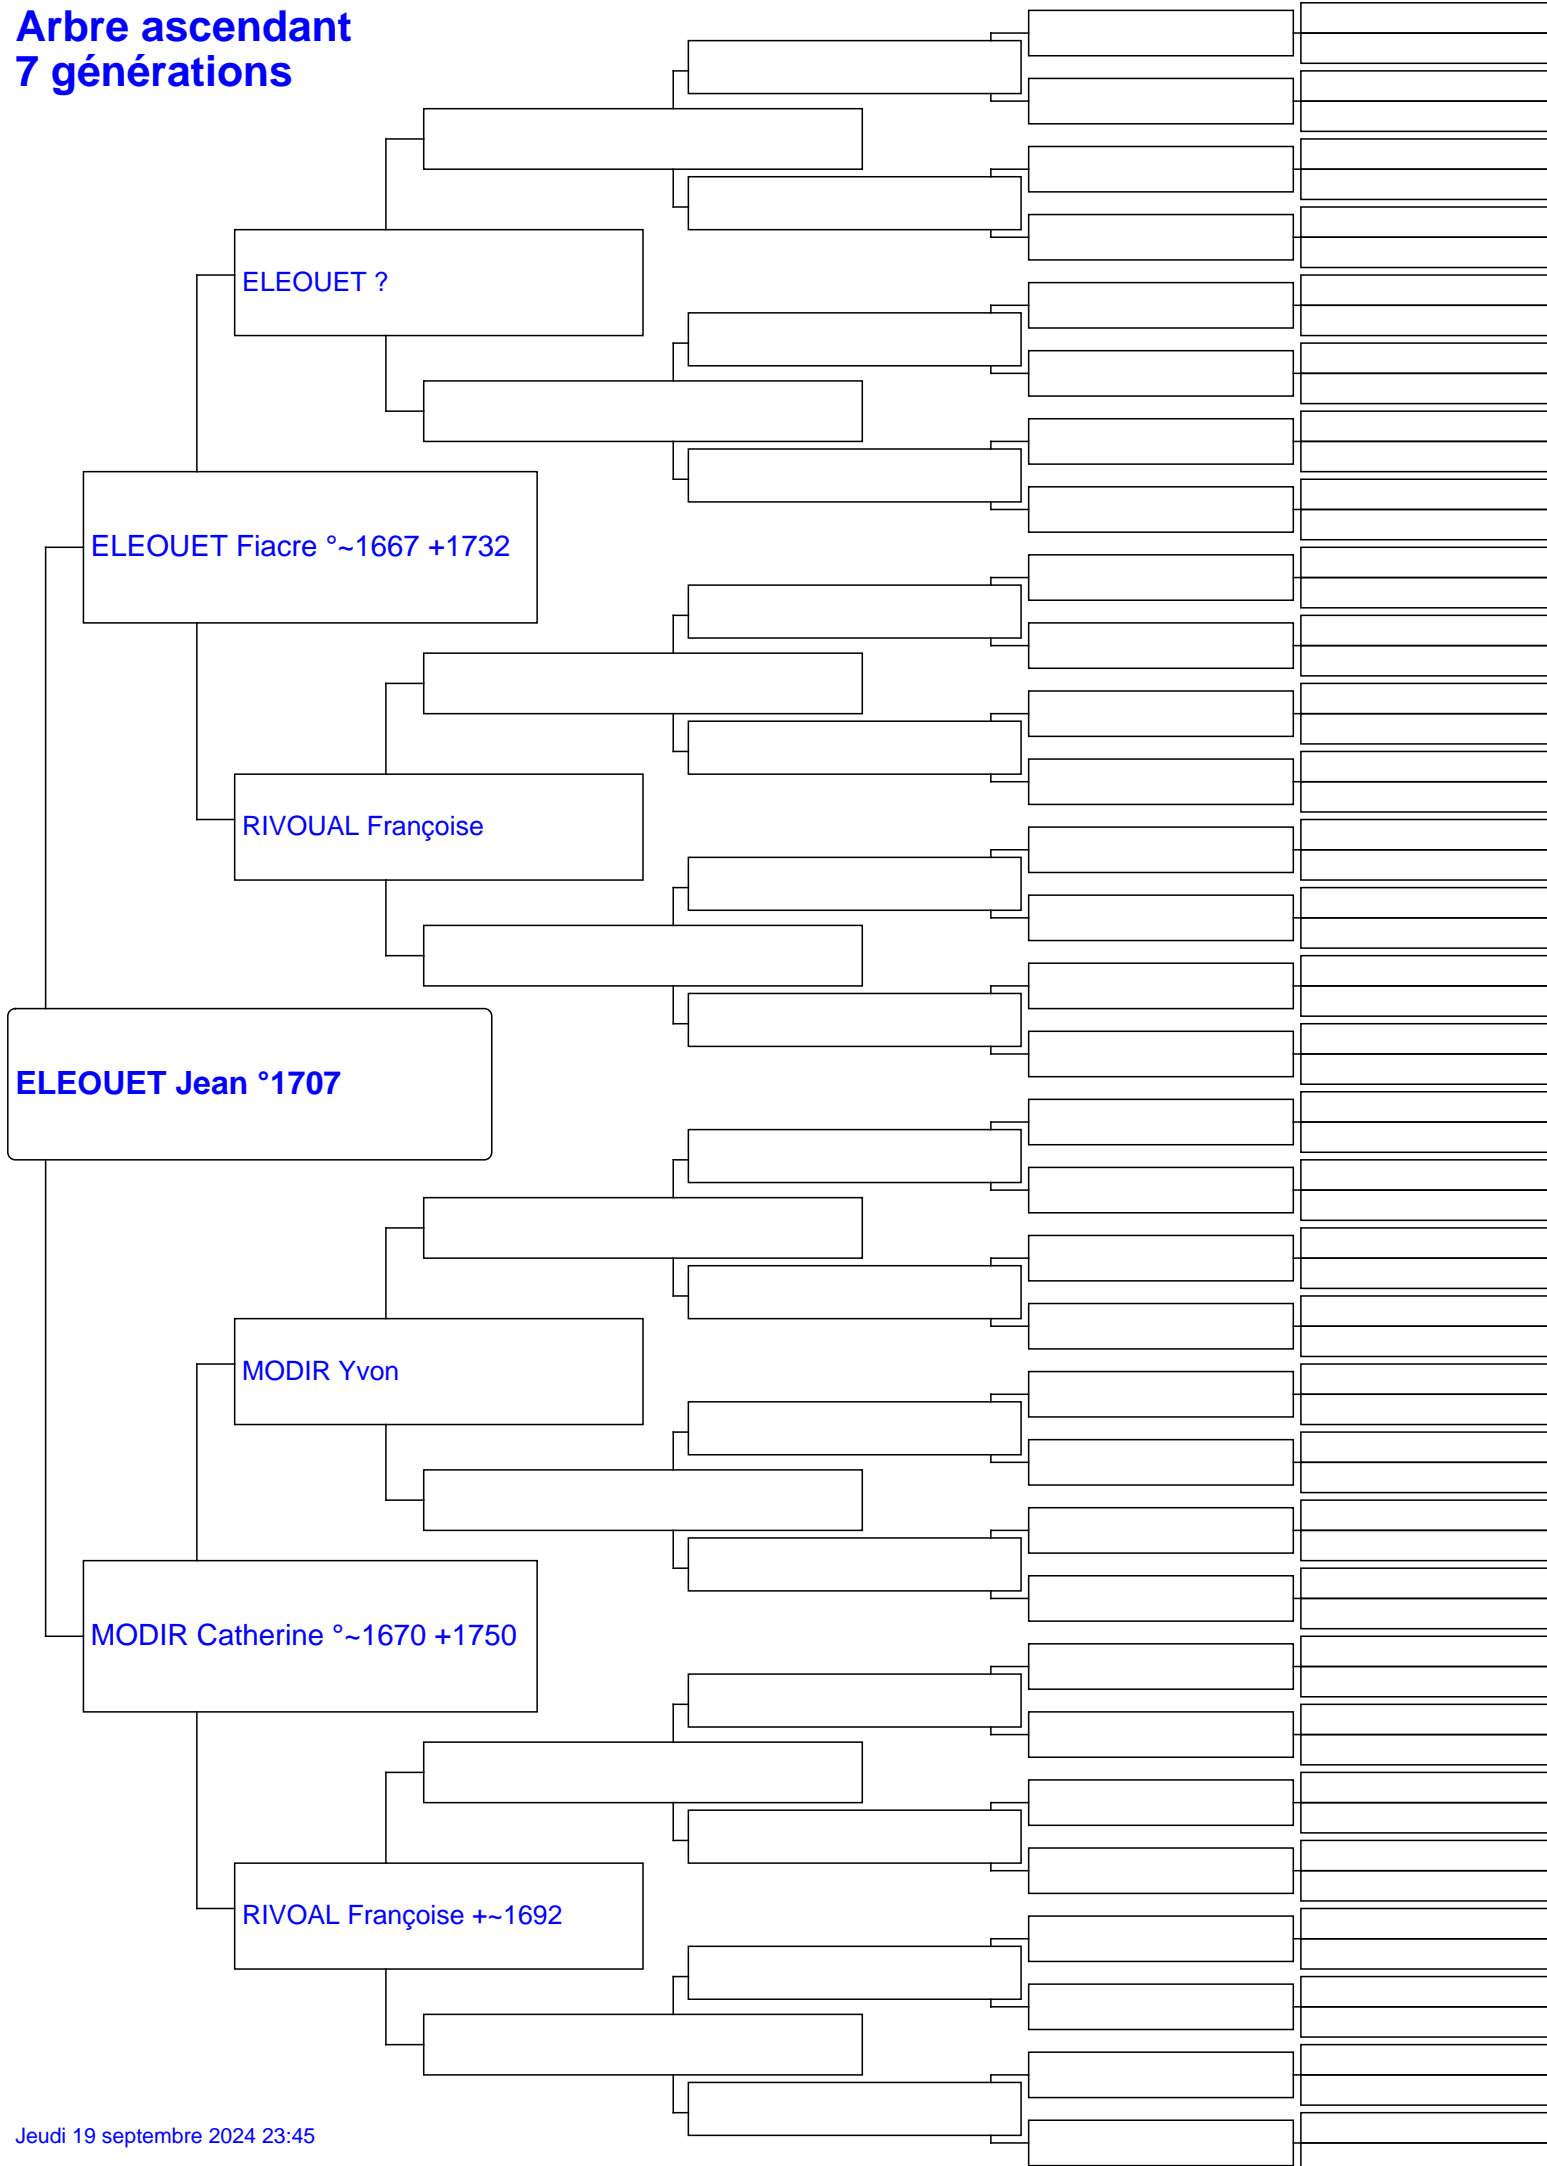 Arbre ascendant
7 générations
ELEOUET ?
ELEOUET Fiacre °~1667 +1732
RIVOUAL Françoise
ELEOUET Jean °1707
MODIR Yvon
MODIR Catherine °~1670 +1750
RIVOAL Françoise +~1692
Jeudi 19 septembre 2024 23:45